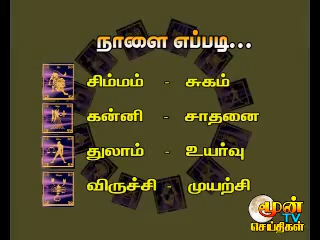 நாளை எப்படி...
சிம்மம் - சுகம்
கன்னி - சாதனை
துலாம் - உயர்வு
விருச்சி - முயற்சி
மூன்
TV
செய்திகள்